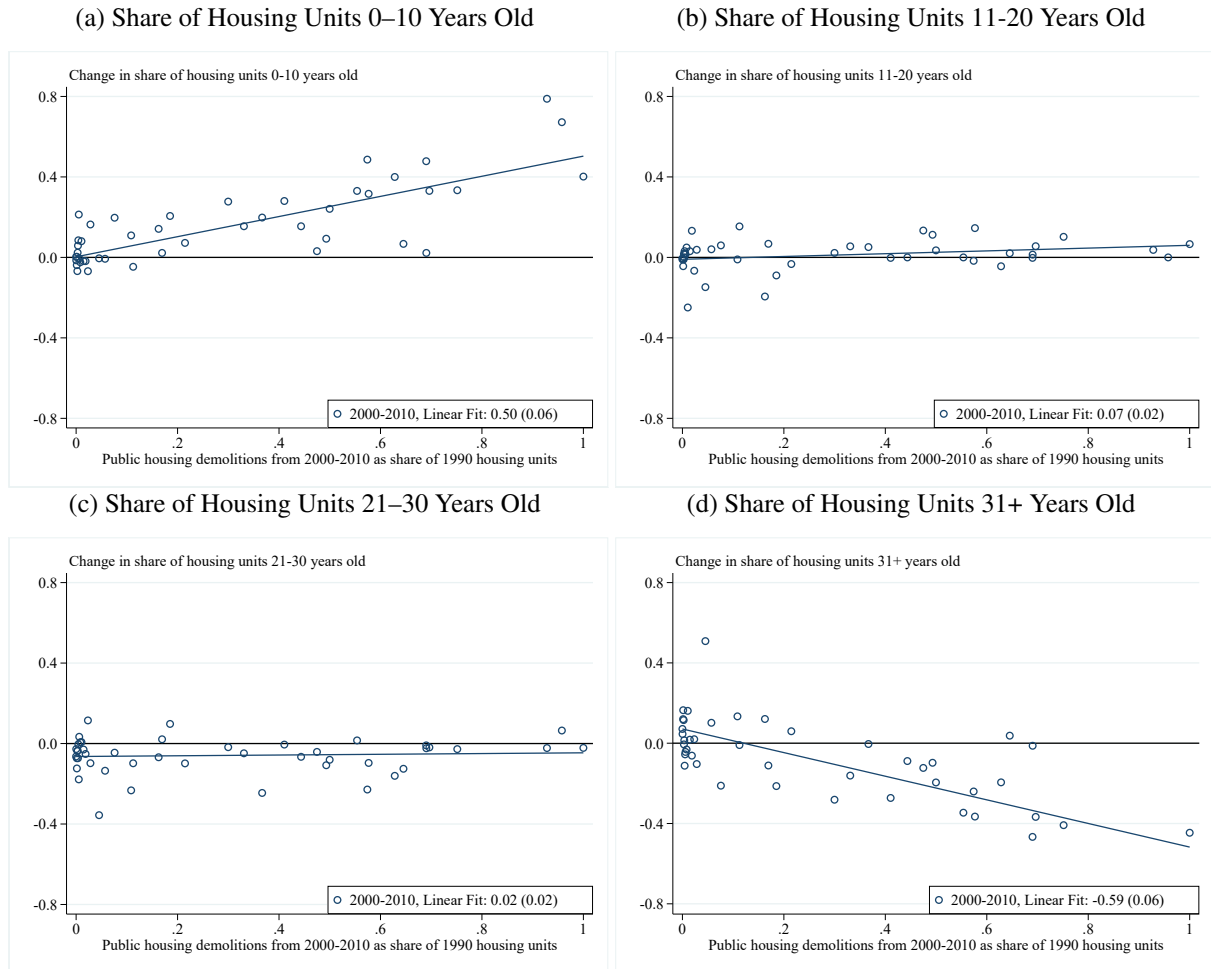 (a) Share of Housing Units 0–10 Years Old
Change in share of housing units 0-10 years old
0.8
0.4
0.0
-0.4
-0.8
2000-2010, Linear Fit: 0.50 (0.06)
0 .2 .4 .6 .8 1
Public housing demolitions from 2000-2010 as share of 1990 housing units
(b) Share of Housing Units 11-20 Years Old
Change in share of housing units 11-20 years old
0.8
0.4
0.0
-0.4
-0.8
2000-2010, Linear Fit: 0.07 (0.02)
0 .2 .4 .6 .8 1
Public housing demolitions from 2000-2010 as share of 1990 housing units
(c) Share of Housing Units 21–30 Years Old
Change in share of housing units 21-30 years old
0.8
0.4
0.0
-0.4
-0.8
2000-2010, Linear Fit: 0.02 (0.02)
0 .2 .4 .6 .8 1
Public housing demolitions from 2000-2010 as share of 1990 housing units
(d) Share of Housing Units 31+ Years Old
Change in share of housing units 31+ years old
0.8
0.4
0.0
-0.4
-0.8
2000-2010, Linear Fit: -0.59 (0.06)
0 .2 .4 .6 .8 1
Public housing demolitions from 2000-2010 as share of 1990 housing units